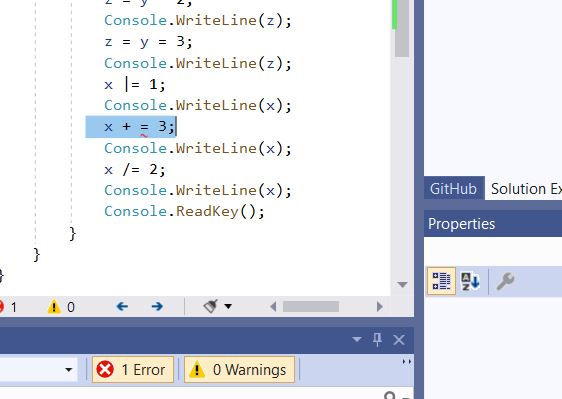 z = y - 2;
Console.WriteLine(z);
z = y = 3;
Console.WriteLine(z);
x |= 1;
Console.WriteLine(x);
x + = 3;
Console.WriteLine(x);
x /= 2;
Console.WriteLine(x);
Console.ReadKey();
}
}
}
1 0
GitHub Solution Ex
Properties
1 Error 0 Warnings